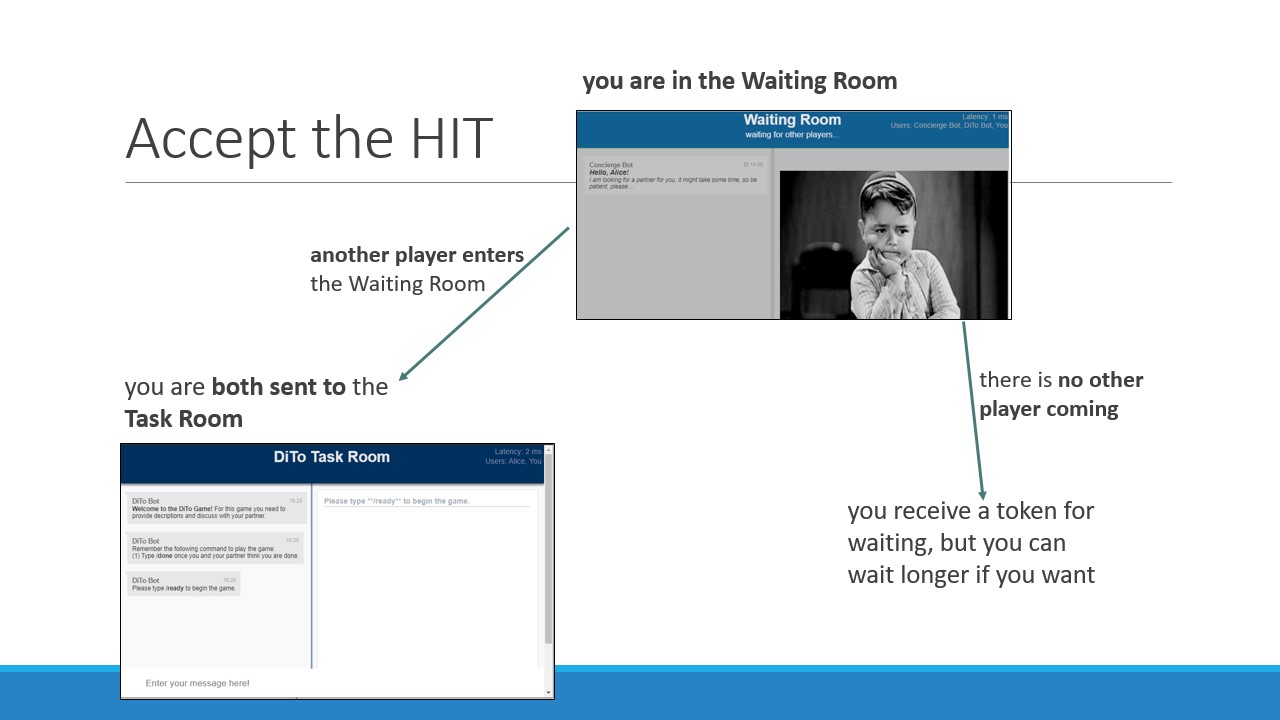 you are in the Waiting Room
Accept the HIT
Waiting Room
waiting for other players...
Latency: 1 ms
Users: Concierge Bot, DiTo Bot, You
Concierge Bot
14:38
Hello, Alice!
I am looking for a partner for you, it might take some time, so be
patient, please...
another player enters
the Waiting Room
you are both sent to the
Task Room
there is no other
player coming
you receive a token for
waiting, but you can
wait longer if you want
DiTo Task Room
Latency: 2 ms
Users: Alice, You
DiTo Bot
Welcome to the DiTo Game! For this game you need to
provide decriptions and discuss with your partner.
DiTo Bot
Remember the following command to play the game:
(1) Type /done once you and your partner think you are done.
DiTo Bot
Please type /ready to begin the game.
Please type **/ready** to begin the game.
Enter your message here!